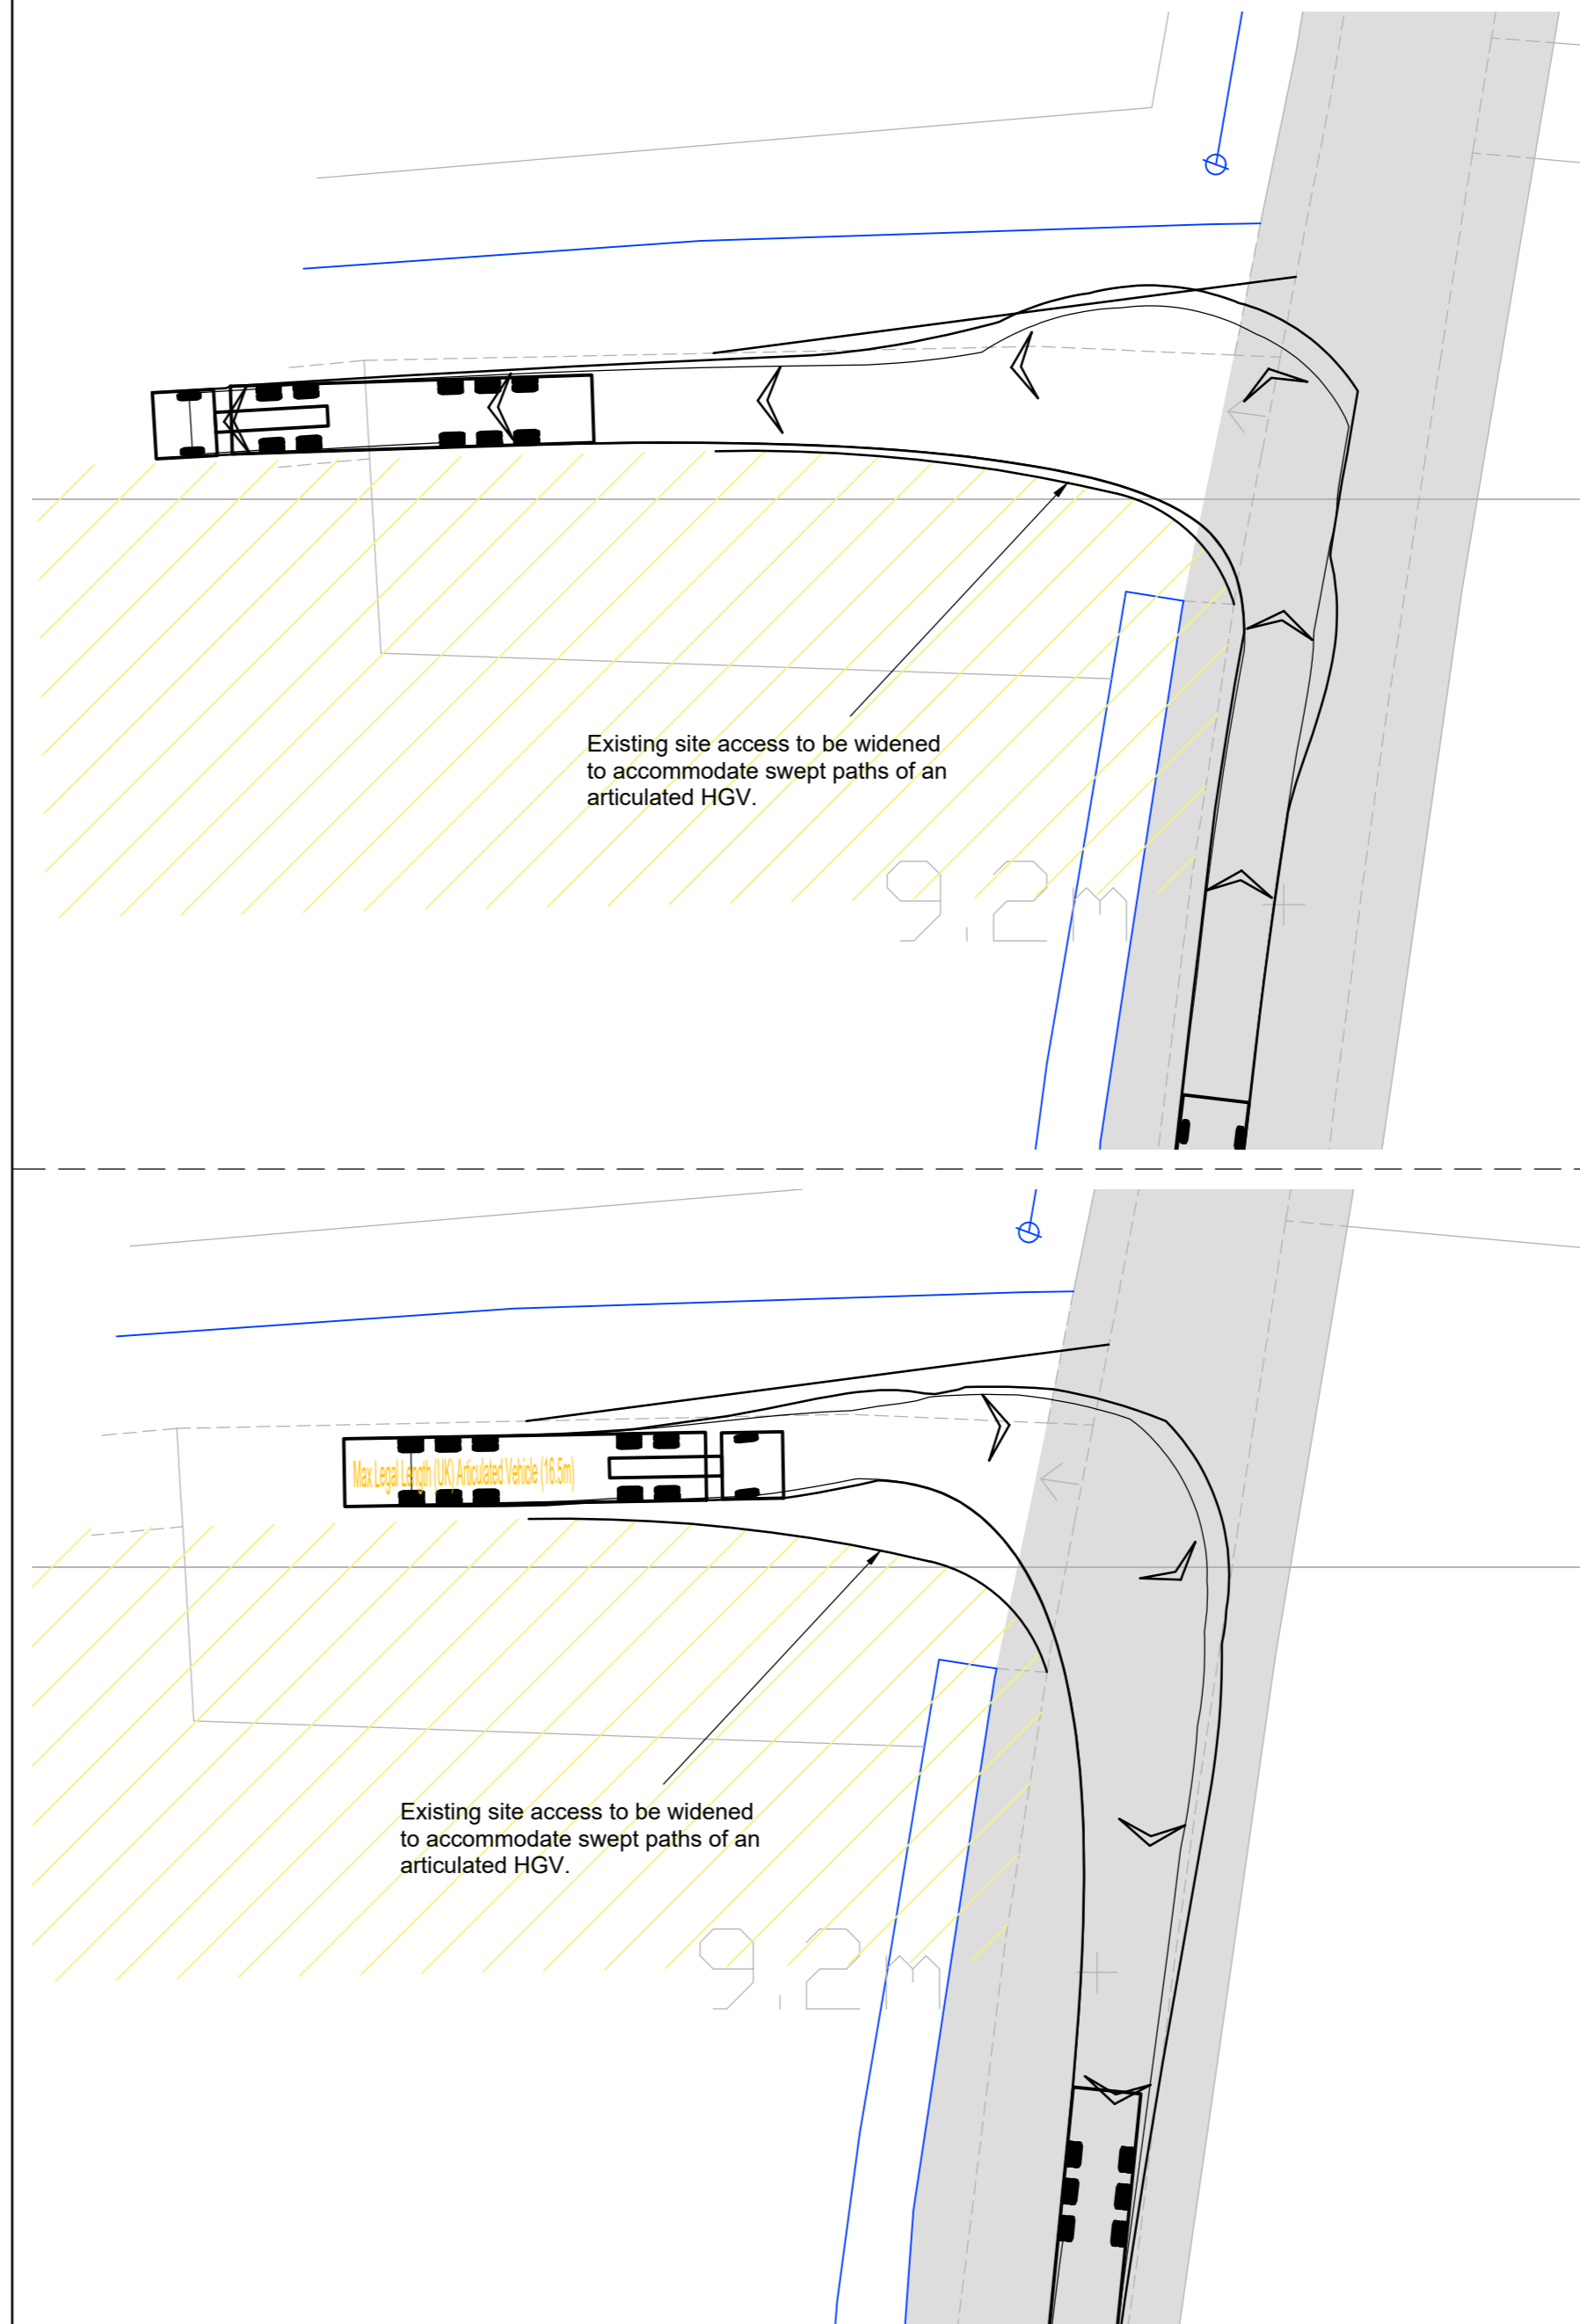 Existing site access to be widened
to accommodate swept paths of an
articulated HGV.
9.2m
Max Legal Length (UK) Articulated Vehicle (16.5m)
Existing site access to be widened
to accommodate swept paths of an
articulated HGV.
9.2m